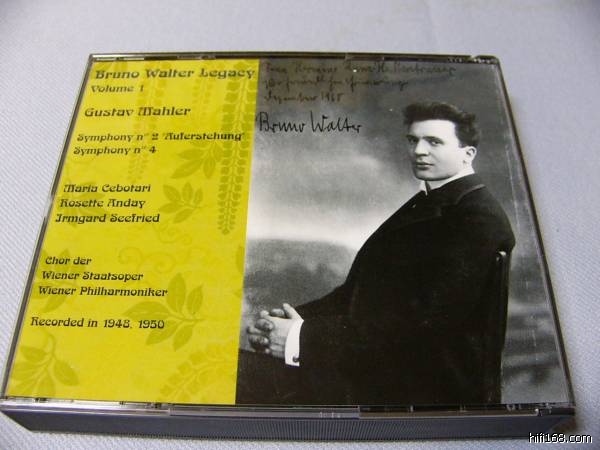 Bruno Walter Legacy
Volume 1
Gustav Mahler
Symphony n° 2 "Auferstehung"
Symphony n° 4
Maria Cebotari
Rosette Anday
Irmgard Seefried
Chor der
Wiener Staatsoper
Wiener Philharmoniker
Recorded in 1948, 1950
Bruno Walter
hifi168.com